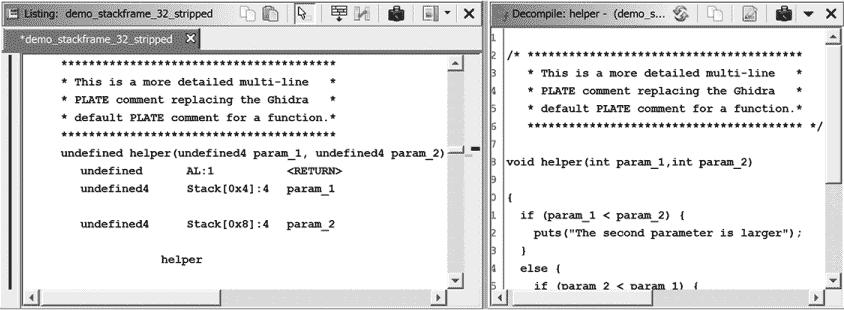 Listing: demo_stackframe_32_stripped
*demo_stackframe_32_stripped
***************************************
* This is a more detailed multi-line *
* PLATE comment replacing the Ghidra *
* default PLATE comment for a function.*
***************************************
undefined helper(undefined4 param_1, undefined4 param_2)
undefined AL:1 <RETURN>
undefined4 Stack[0x4]:4 param_1
undefined4 Stack[0x8]:4 param_2
helper
Decompile: helper - (demo_s...
1
2 /* ***************************************
3 * This is a more detailed multi-line *
4 * PLATE comment replacing the Ghidra *
5 * default PLATE comment for a function.*
6 *************************************** */
7
8 void helper(int param_1,int param_2)
9
0 {
1 if (param_1 < param_2) {
2 puts("The second parameter is larger");
3 }
4 else {
5 if (param_2 < param_1) {